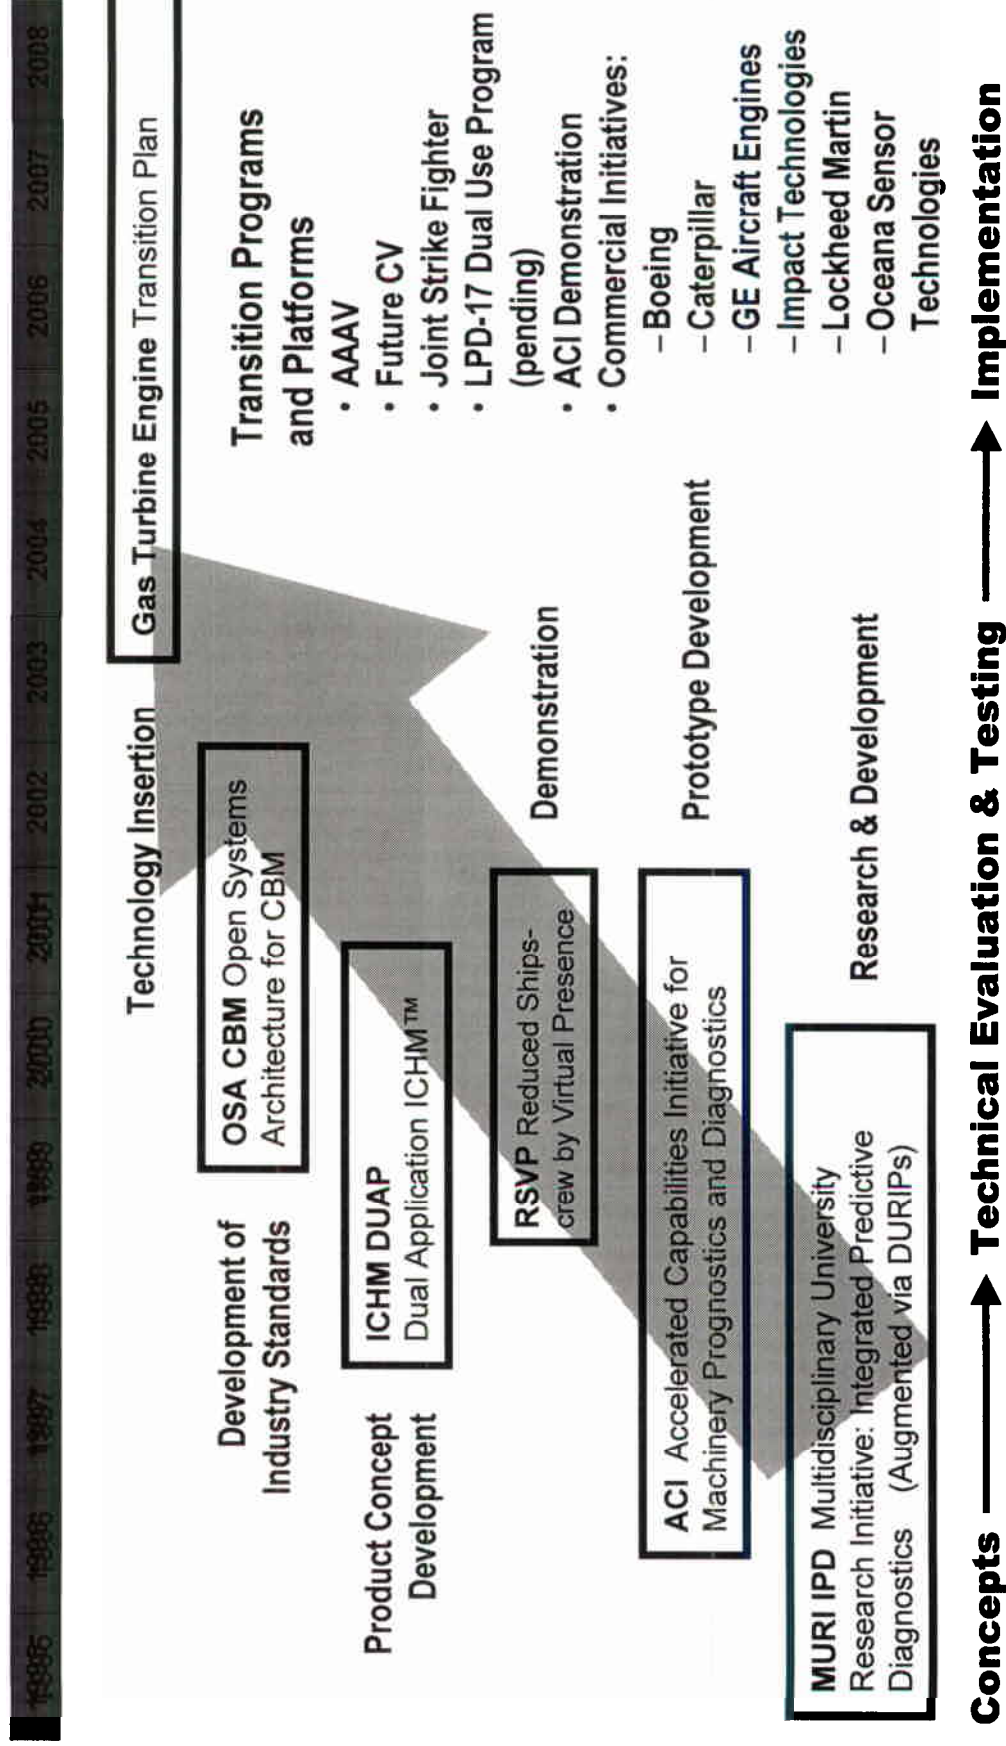 1995 1996 1997 1998 1999 2000 2001 2002 2003 2004 2005 2006 2007 2008
Technology Insertion
Gas Turbine Engine Transition Plan
Development of
Industry Standards
OSA CBM Open Systems
Architecture for CBM
Transition Programs
and Platforms
• AAAV
• Future CV
• Joint Strike Fighter
• LPD-17 Dual Use Program
(pending)
• ACI Demonstration
• Commercial Initiatives:
– Boeing
– Caterpillar
– GE Aircraft Engines
– Impact Technologies
– Lockheed Martin
– Oceana Sensor
Technologies
Product Concept
Development
ICHM DUAP
Dual Application ICHM™
RSVP Reduced Ships-
crew by Virtual Presence
Demonstration
ACI Accelerated Capabilities Initiative for
Machinery Prognostics and Diagnostics
Prototype Development
MURI IPD Multidisciplinary University
Research Initiative: Integrated Predictive
Diagnostics (Augmented via DURIPs)
Research & Development
Concepts Technical Evaluation & Testing Implementation